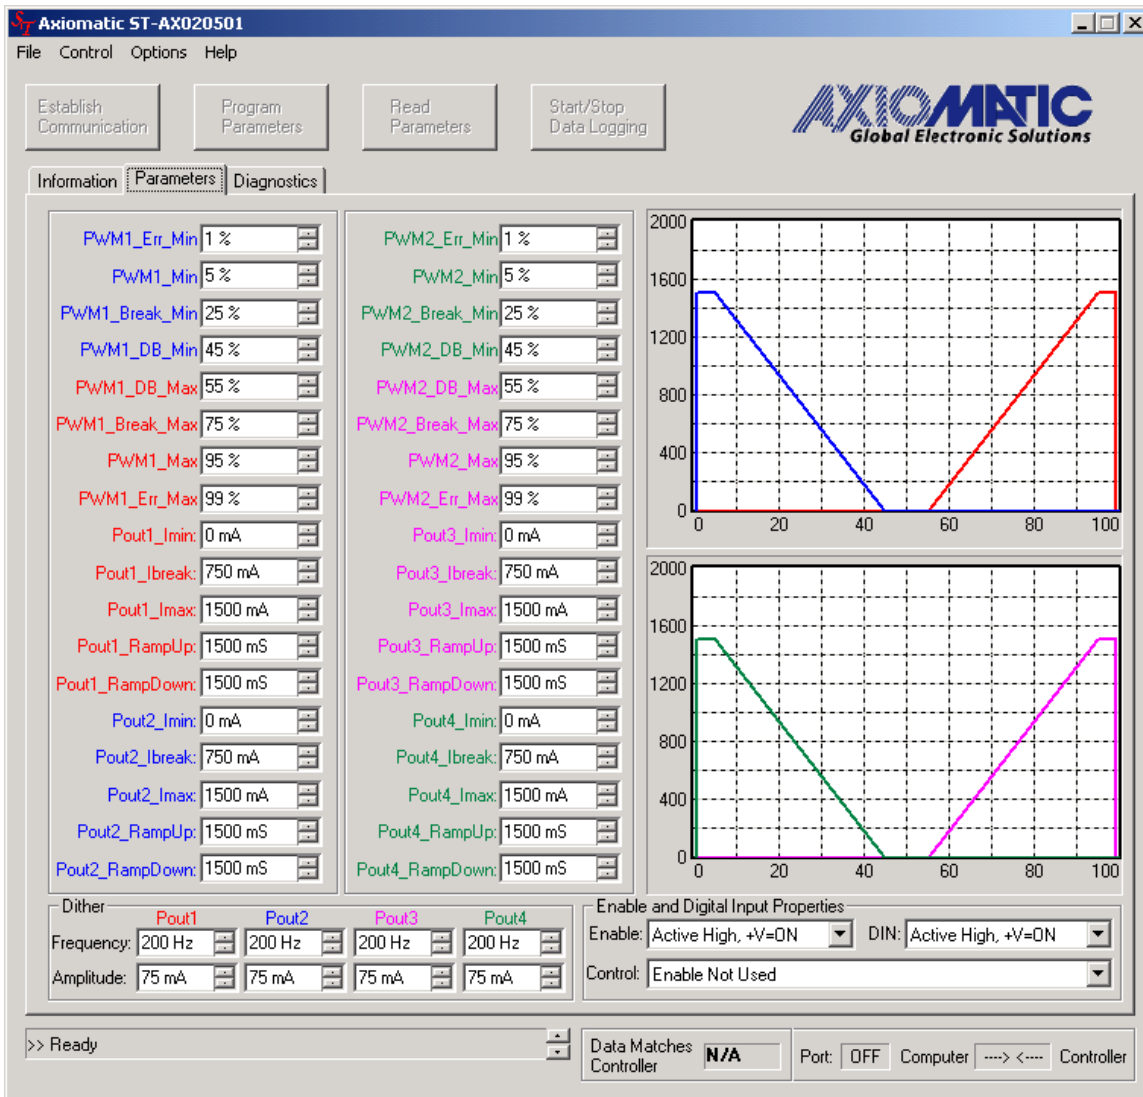 Axiomatic ST-AX020501
File Control Options Help
Establish Communication
Program Parameters
Read Parameters
Start/Stop Data Logging
AXIOMATIC
Global Electronic Solutions
Information Parameters Diagnostics
PWM1_Err_Min 1 %
PWM1_Min 5 %
PWM1_Break_Min 25 %
PWM1_DB_Min 45 %
PWM1_DB_Max 55 %
PWM1_Break_Max 75 %
PWM1_Max 95 %
PWM1_Err_Max 99 %
Pout1_Imin: 0 mA
Pout1_Ibreak: 750 mA
Pout1_Imax: 1500 mA
Pout1_RampUp: 1500 mS
Pout1_RampDown: 1500 mS
Pout2_Imin: 0 mA
Pout2_Ibreak: 750 mA
Pout2_Imax: 1500 mA
Pout2_RampUp: 1500 mS
Pout2_RampDown: 1500 mS
PWM2_Err_Min 1 %
PWM2_Min 5 %
PWM2_Break_Min 25 %
PWM2_DB_Min 45 %
PWM2_DB_Max 55 %
PWM2_Break_Max 75 %
PWM2_Max 95 %
PWM2_Err_Max 99 %
Pout3_Imin: 0 mA
Pout3_Ibreak: 750 mA
Pout3_Imax: 1500 mA
Pout3_RampUp: 1500 mS
Pout3_RampDown: 1500 mS
Pout4_Imin: 0 mA
Pout4_Ibreak: 750 mA
Pout4_Imax: 1500 mA
Pout4_RampUp: 1500 mS
Pout4_RampDown: 1500 mS
2000
1600
1200
800
400
0
0 20 40 60 80 100
2000
1600
1200
800
400
0
0 20 40 60 80 100
Dither
Pout1 Pout2 Pout3 Pout4
Frequency: 200 Hz 200 Hz 200 Hz 200 Hz
Amplitude: 75 mA 75 mA 75 mA 75 mA
Enable and Digital Input Properties
Enable: Active High, +V=ON DIN: Active High, +V=ON
Control: Enable Not Used
>> Ready
Data Matches Controller N/A
Port: OFF Computer ----> <---- Controller